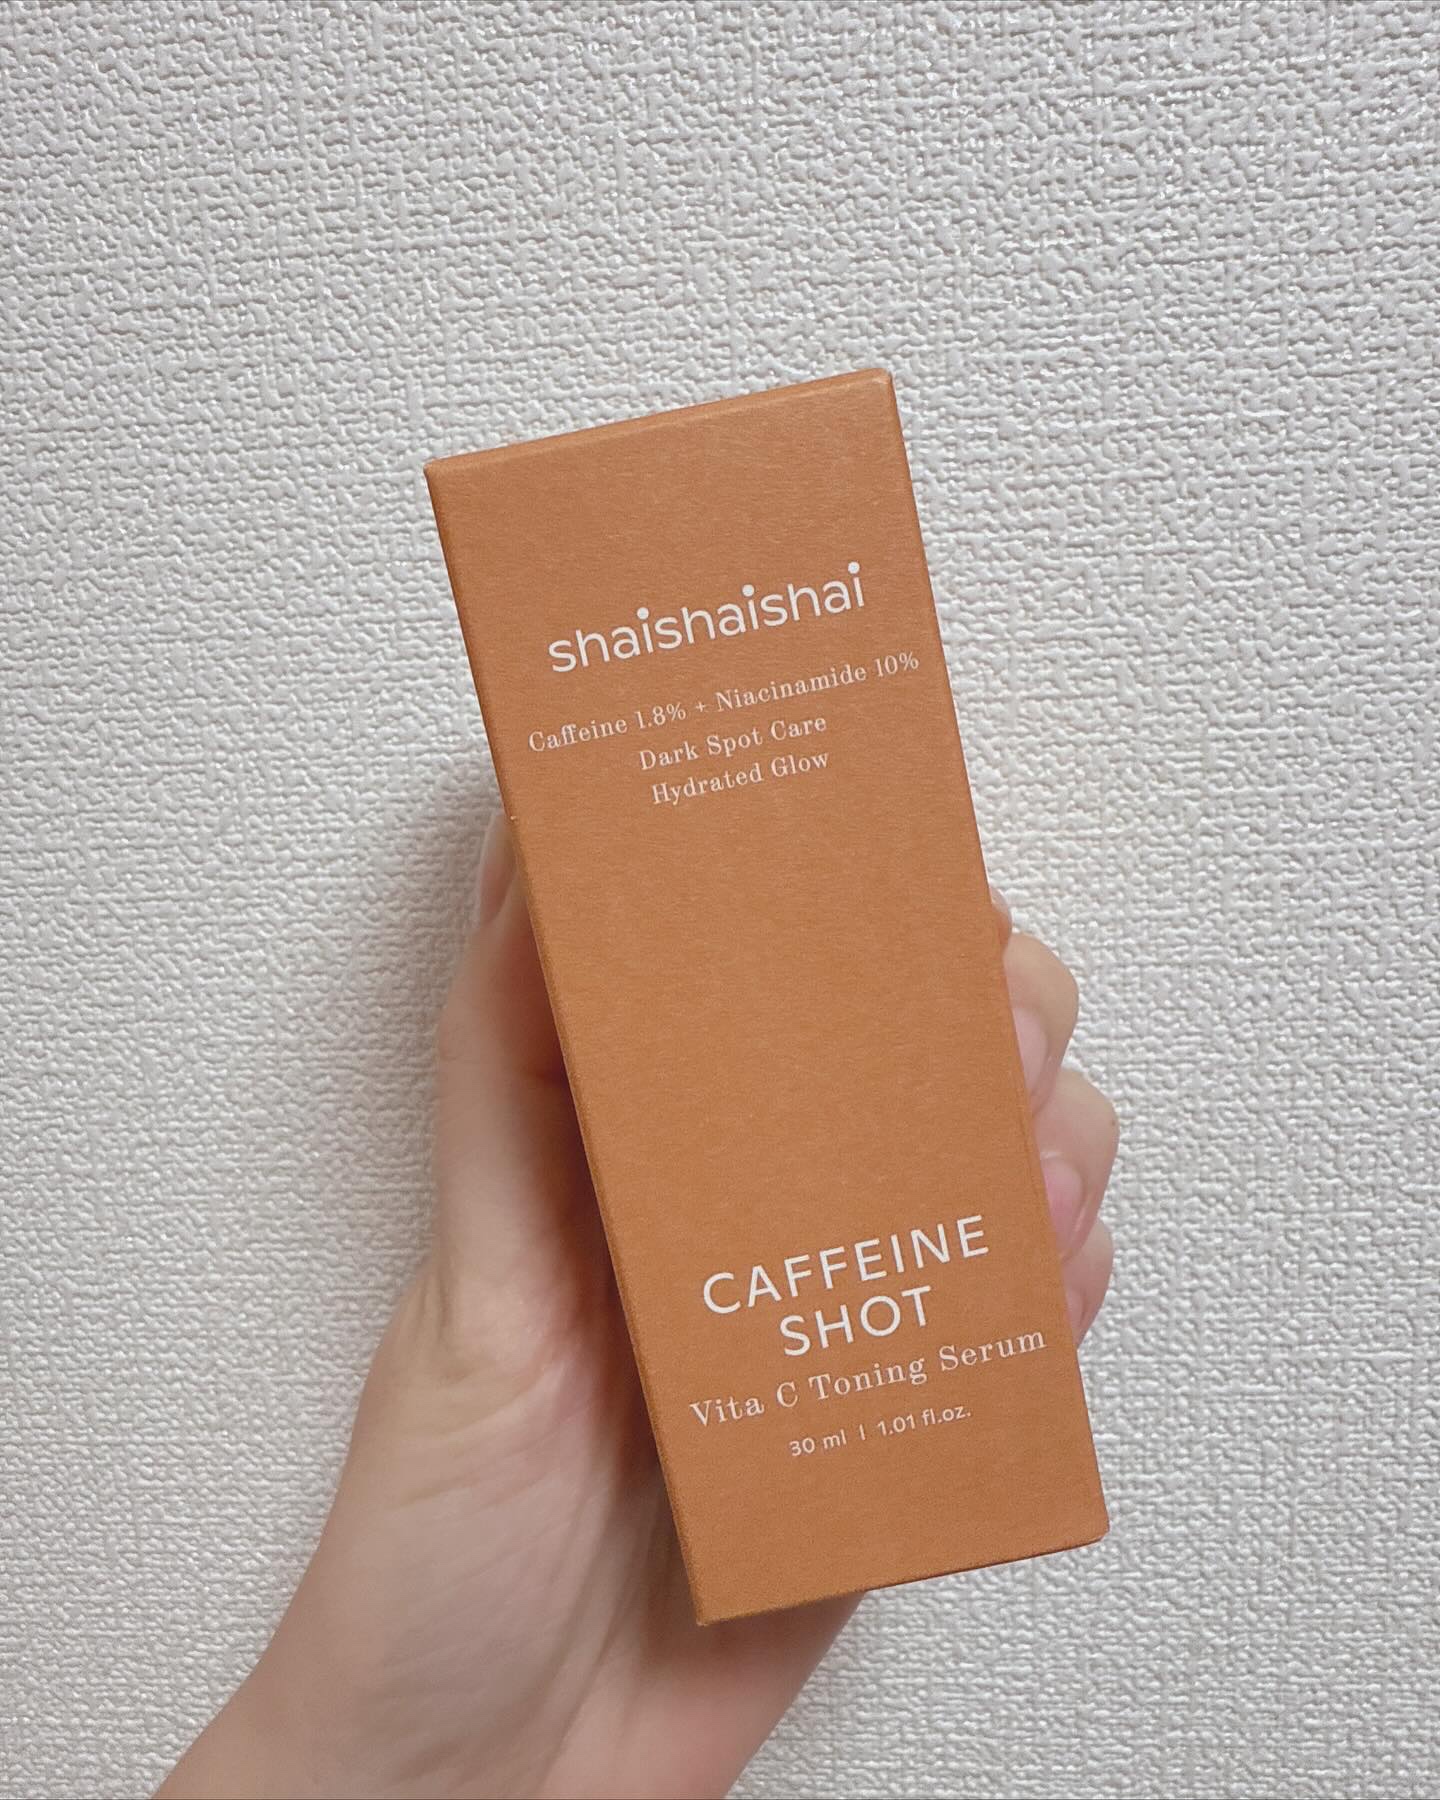 shaishaishai
Caffeine 1.8% + Niacinamide 10%
Dark Spot Care
Hydrated Glow
CAFFEINE
SHOT
Vita C Toning Serum
30 ml | 1.01 fl.oz.